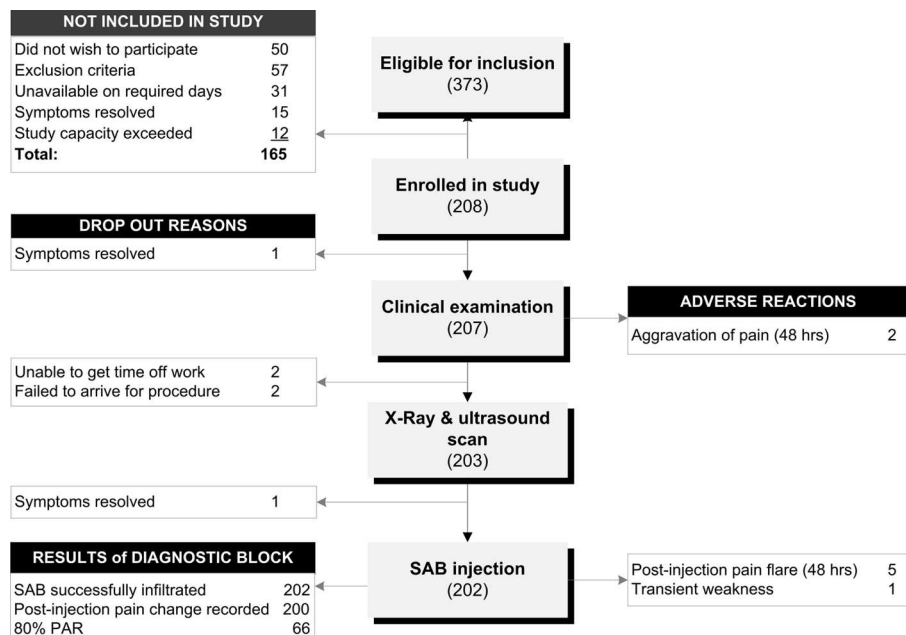 NOT INCLUDED IN STUDY
Did not wish to participate 50
Exclusion criteria 57
Unavailable on required days 31
Symptoms resolved 15
Study capacity exceeded 12
Total: 165
Eligible for inclusion
(373)
Enrolled in study
(208)
DROP OUT REASONS
Symptoms resolved 1
Clinical examination
(207)
ADVERSE REACTIONS
Aggravation of pain (48 hrs) 2
Unable to get time off work 2
Failed to arrive for procedure 2
X-Ray & ultrasound
scan
(203)
Symptoms resolved 1
RESULTS of DIAGNOSTIC BLOCK
SAB successfully infiltrated 202
Post-injection pain change recorded 200
80% PAR 66
SAB injection
(202)
Post-injection pain flare (48 hrs) 5
Transient weakness 1